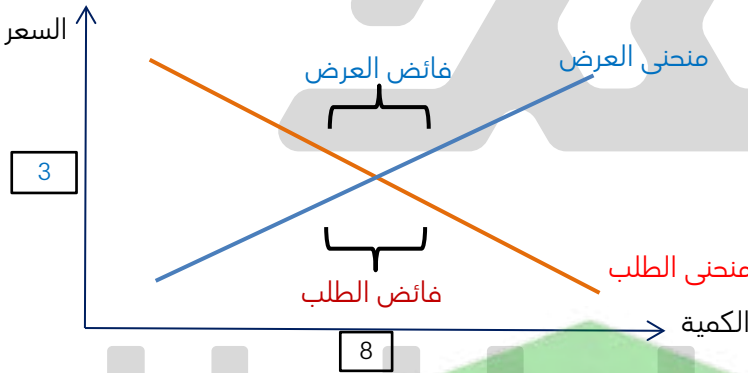 السعر
منحنى العرض
فائض العرض
3
منحنى الطلب
فائض الطلب
الكمية
8